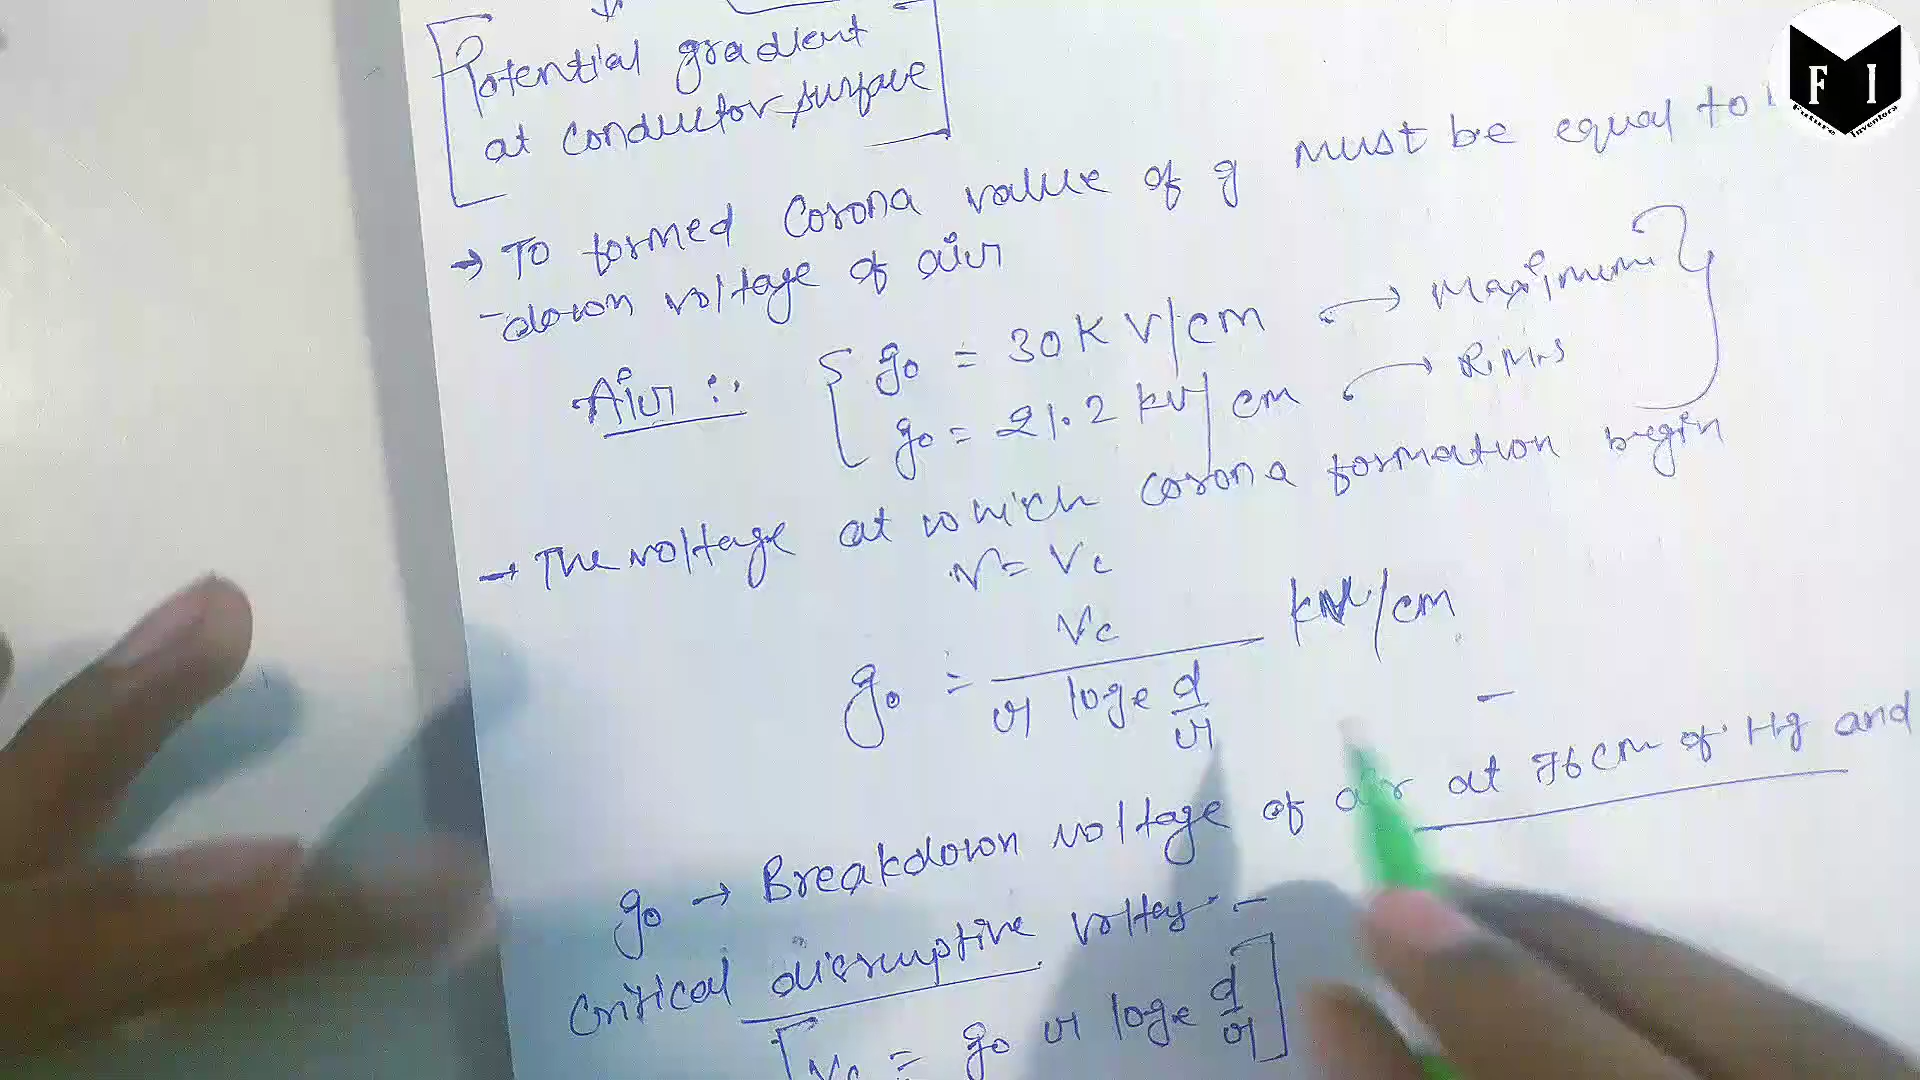 Potential gradient
at conductor surface
→ To formed Corona value of g must be equal to
-down voltage of air
Air :: g₀ = 30 kV/cm → Maximum
g₀ = 21.2 kV/cm → R.M.S
→ The voltage at which corona formation begin
V = Vc
g₀ = Vc / r loge d/r kV/cm
g₀ → Breakdown voltage of air at 76 cm of Hg and
Critical disruptive voltag :-
Vc = g₀ r loge d/r
F I
Future Inventors